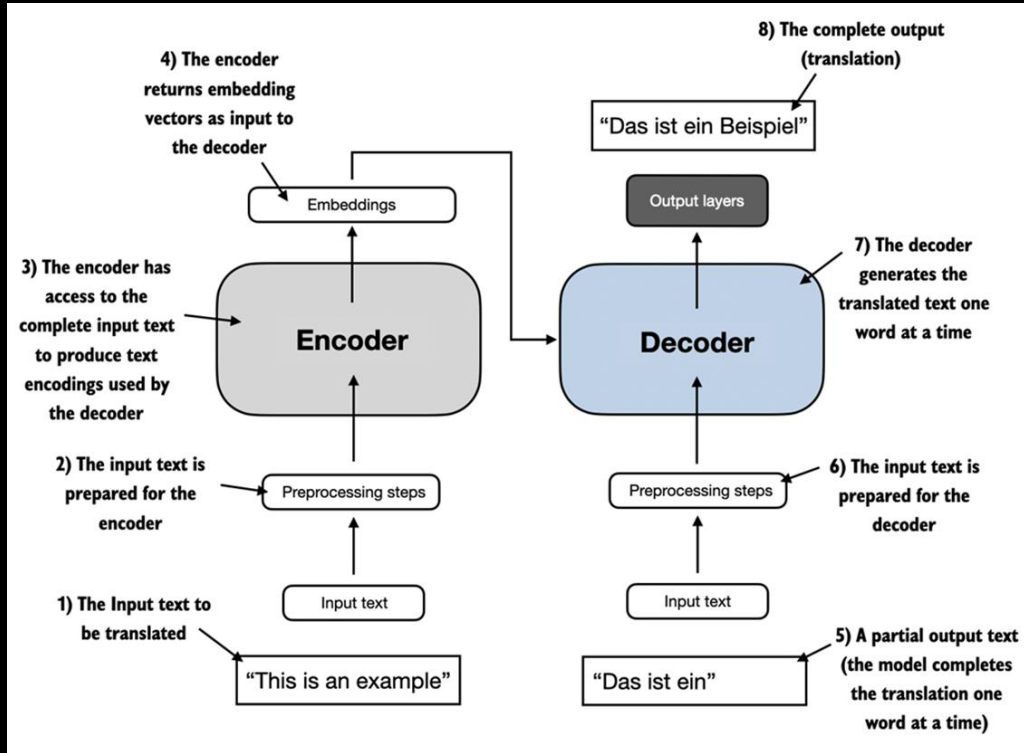 8) The complete output
(translation)
4) The encoder
returns embedding
vectors as input to
the decoder
“Das ist ein Beispiel”
Embeddings
Output layers
3) The encoder has
access to the
complete input text
to produce text
encodings used by
the decoder
Encoder
Decoder
7) The decoder
generates the
translated text one
word at a time
2) The input text is
prepared for the
encoder
Preprocessing steps
Preprocessing steps
6) The input text is
prepared for the
decoder
1) The Input text to
be translated
Input text
Input text
“This is an example”
“Das ist ein”
5) A partial output text
(the model completes
the translation one
word at a time)